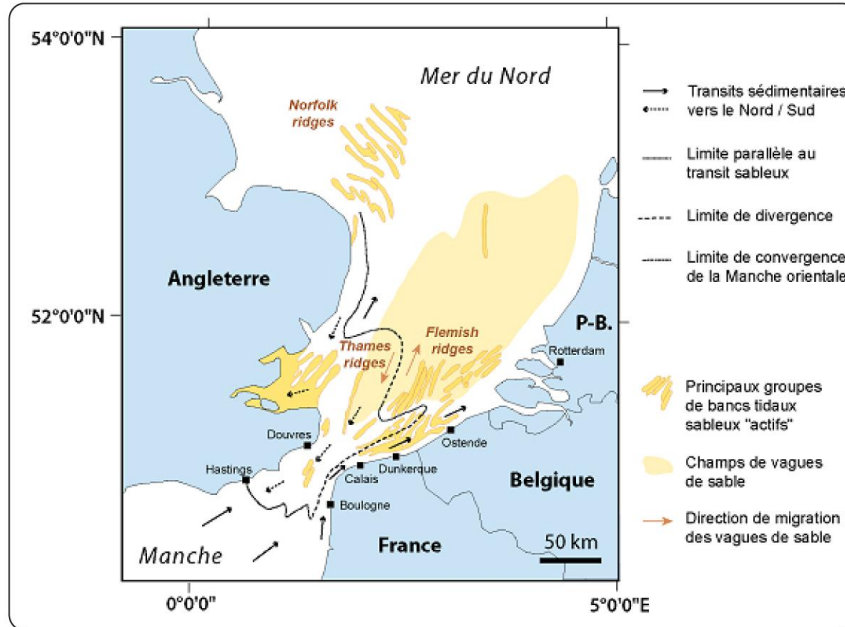 54°0'0"N
Mer du Nord
Norfolk
ridges
Angleterre
52°0'0"N
P-B.
Thames
ridges
Flemish
ridges
Rotterdam
Douvres
Ostende
Hastings
Calais
Dunkerque
Boulogne
Belgique
Manche
France
50 km
0°0'0"
5°0'0"E
Transits sédimentaires
vers le Nord / Sud
Limite parallèle au
transit sableux
Limite de divergence
Limite de convergence
de la Manche orientale
Principaux groupes
de bancs tidaux
sableux "actifs"
Champs de vagues
de sable
Direction de migration
des vagues de sable